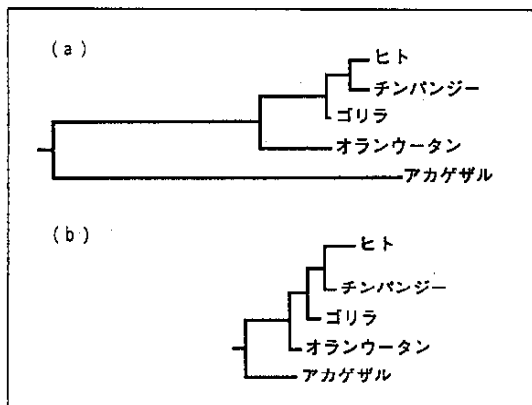 (a)
ヒト
チンパンジー
ゴリラ
オランウータン
アカゲザル
(b)
ヒト
チンパンジー
ゴリラ
オランウータン
アカゲザル